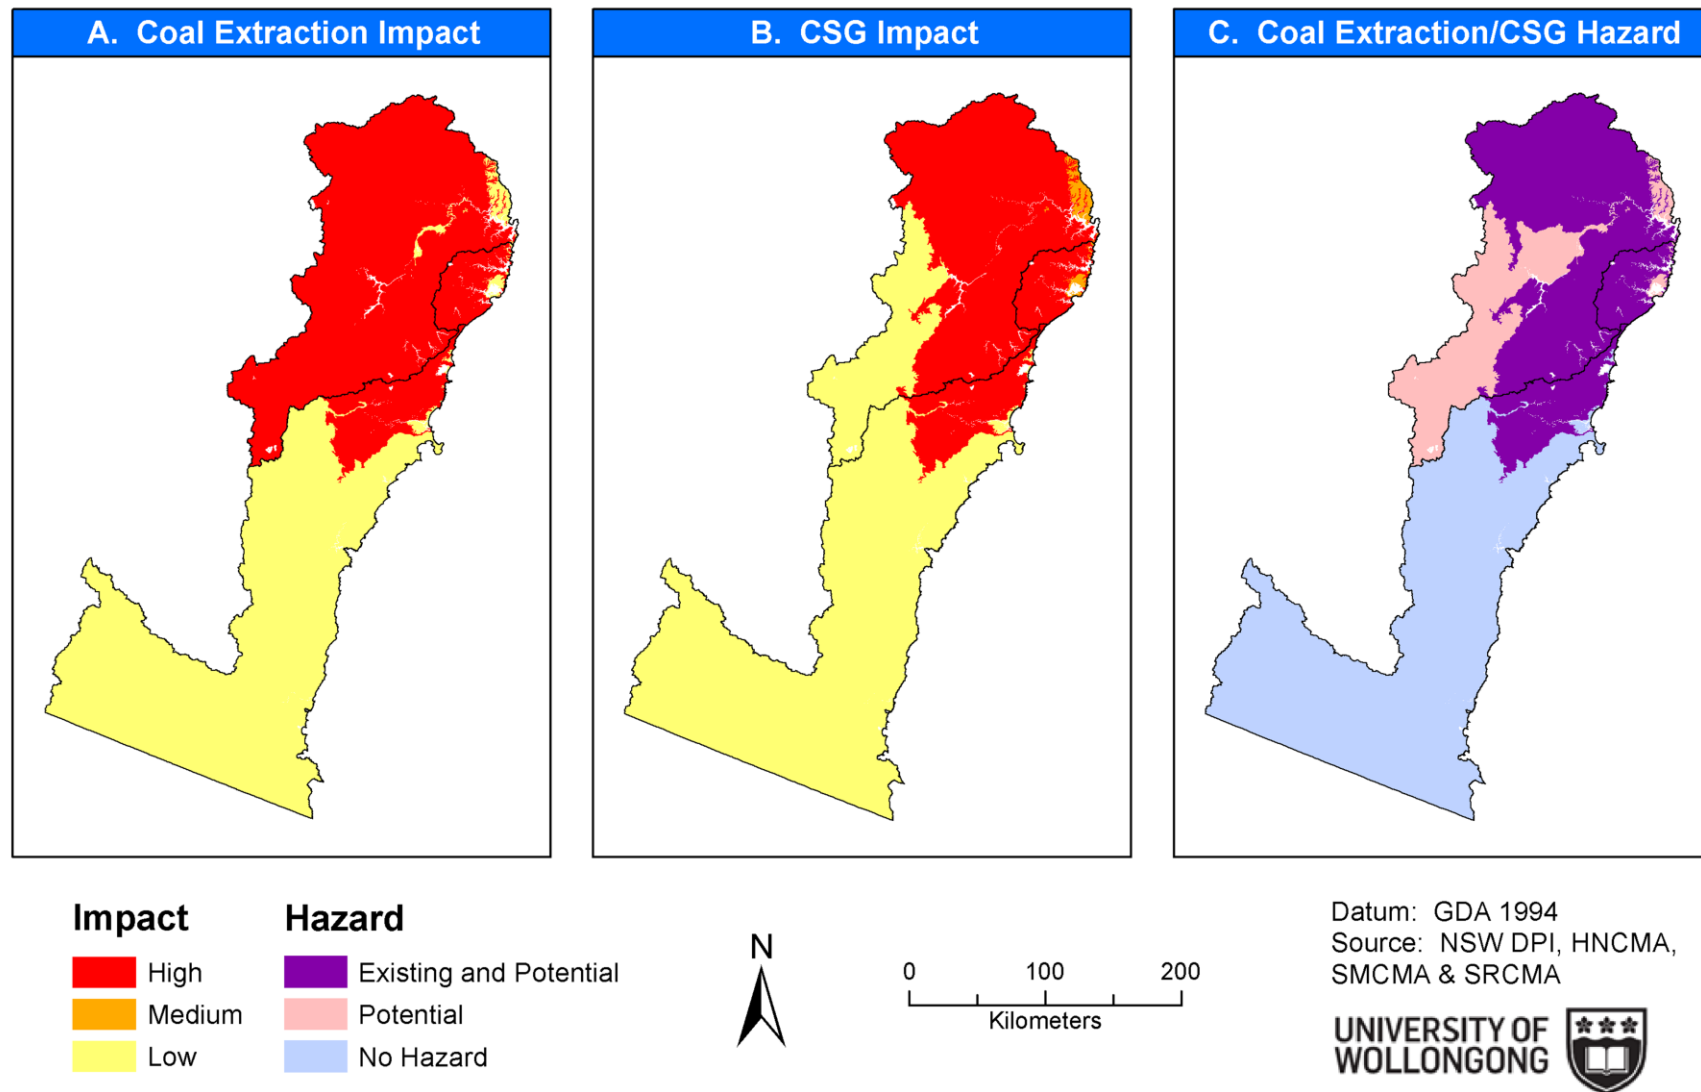 A. Coal Extraction Impact
B. CSG Impact
C. Coal Extraction/CSG Hazard
Impact
High
Medium
Low
Hazard
Existing and Potential
Potential
No Hazard
N
0 100 200
Kilometers
Datum: GDA 1994
Source: NSW DPI, HNCMA,
SMCMA & SRCMA
UNIVERSITY OF
WOLLONGONG